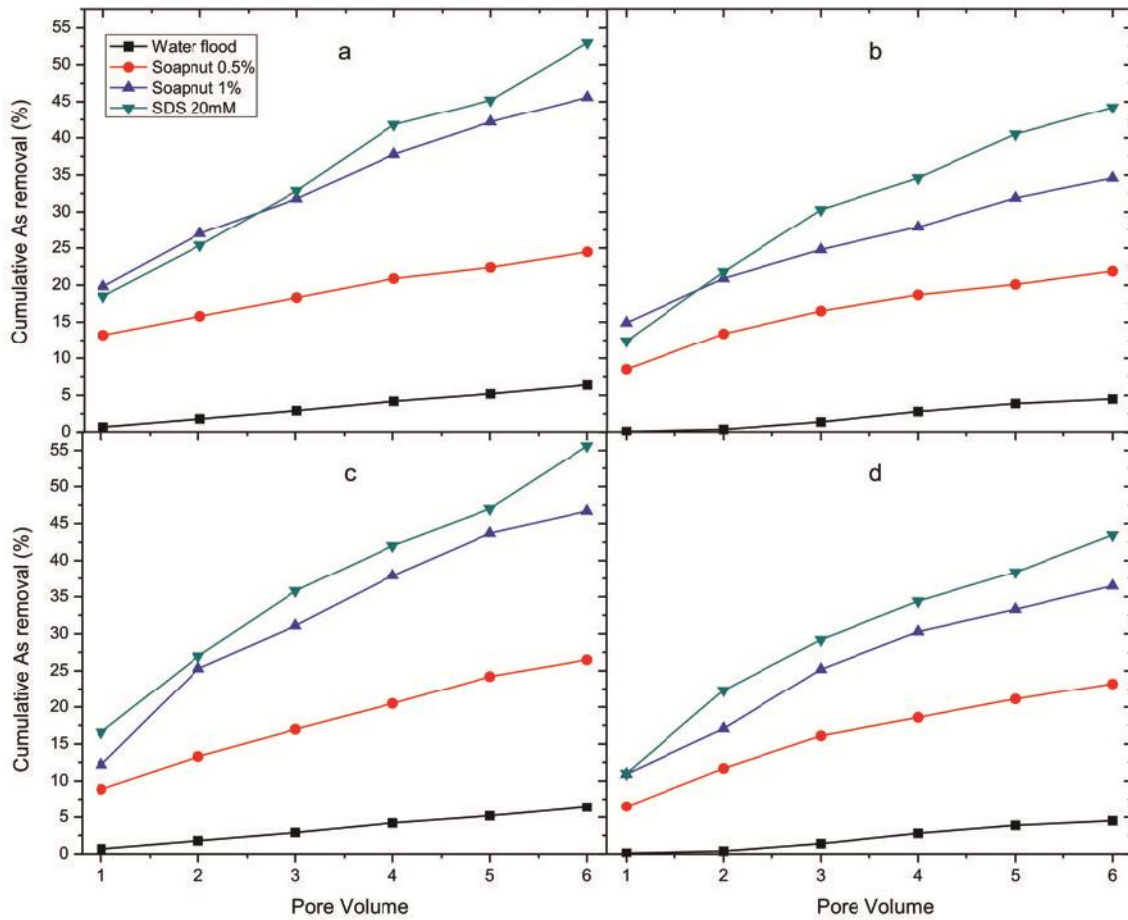 a
Water flood
Soapnut 0.5%
Soapnut 1%
SDS 20mM
b
Cumulative As removal (%)
55
50
45
40
35
30
25
20
15
10
5
0
c
d
Cumulative As removal (%)
55
50
45
40
35
30
25
20
15
10
5
0
1 2 3 4 5 6 1 2 3 4 5 6
Pore Volume Pore Volume